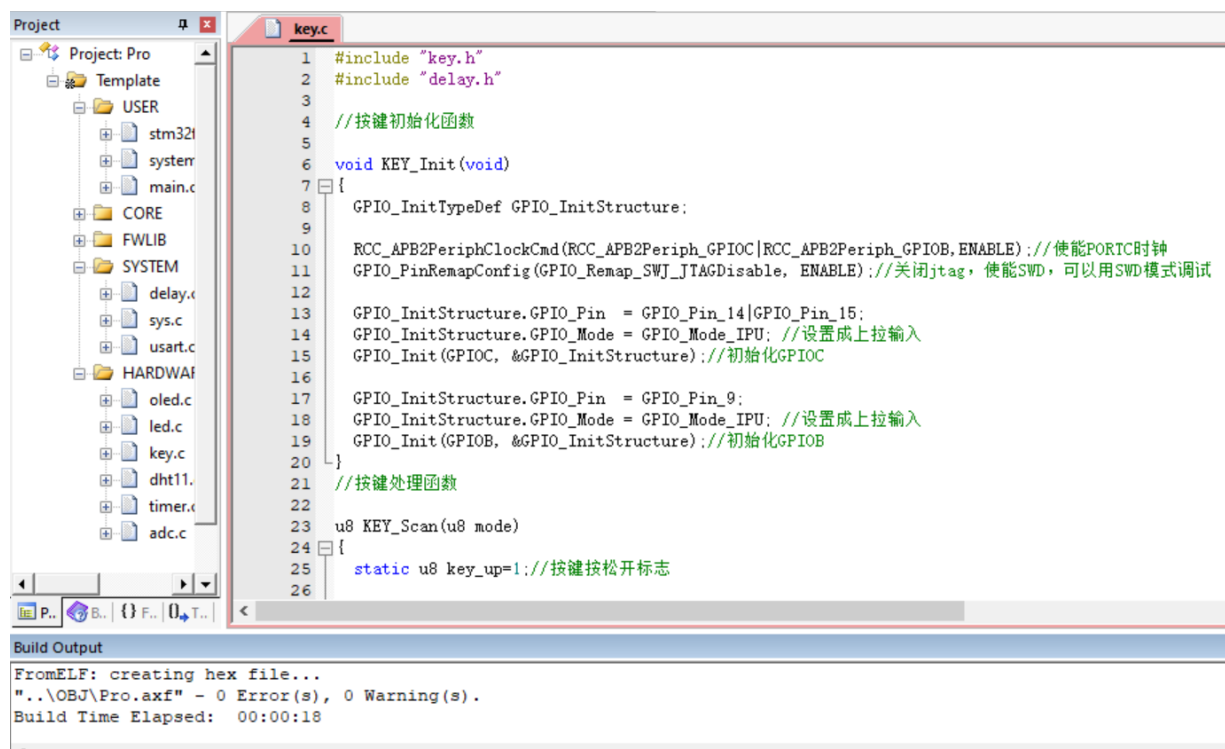 Project
Project: Pro
Template
USER
stm32f
system
main.c
CORE
FWLIB
SYSTEM
delay.c
sys.c
usart.c
HARDWAR
oled.c
led.c
key.c
dht11.
timer.c
adc.c
P..
B..
{} F..
T..
key.c
1 #include "key.h"
2 #include "delay.h"
3
4 //按键初始化函数
5
6 void KEY_Init(void)
7 {
8 GPIO_InitTypeDef GPIO_InitStructure;
9
10 RCC_APB2PeriphClockCmd(RCC_APB2Periph_GPIOC|RCC_APB2Periph_GPIOB,ENABLE);//使能PORTC时钟
11 GPIO_PinRemapConfig(GPIO_Remap_SWJ_JTAGDisable, ENABLE);//关闭jtag，使能SWD，可以用SWD模式调试
12
13 GPIO_InitStructure.GPIO_Pin  = GPIO_Pin_14|GPIO_Pin_15;
14 GPIO_InitStructure.GPIO_Mode = GPIO_Mode_IPU; //设置成上拉输入
15 GPIO_Init(GPIOC, &GPIO_InitStructure);//初始化GPIOC
16
17 GPIO_InitStructure.GPIO_Pin  = GPIO_Pin_9;
18 GPIO_InitStructure.GPIO_Mode = GPIO_Mode_IPU; //设置成上拉输入
19 GPIO_Init(GPIOB, &GPIO_InitStructure);//初始化GPIOB
20 }
21 //按键处理函数
22
23 u8 KEY_Scan(u8 mode)
24 {
25 static u8 key_up=1;//按键按松开标志
26
Build Output
FromELF: creating hex file...
"..\OBJ\Pro.axf" - 0 Error(s), 0 Warning(s).
Build Time Elapsed:  00:00:18